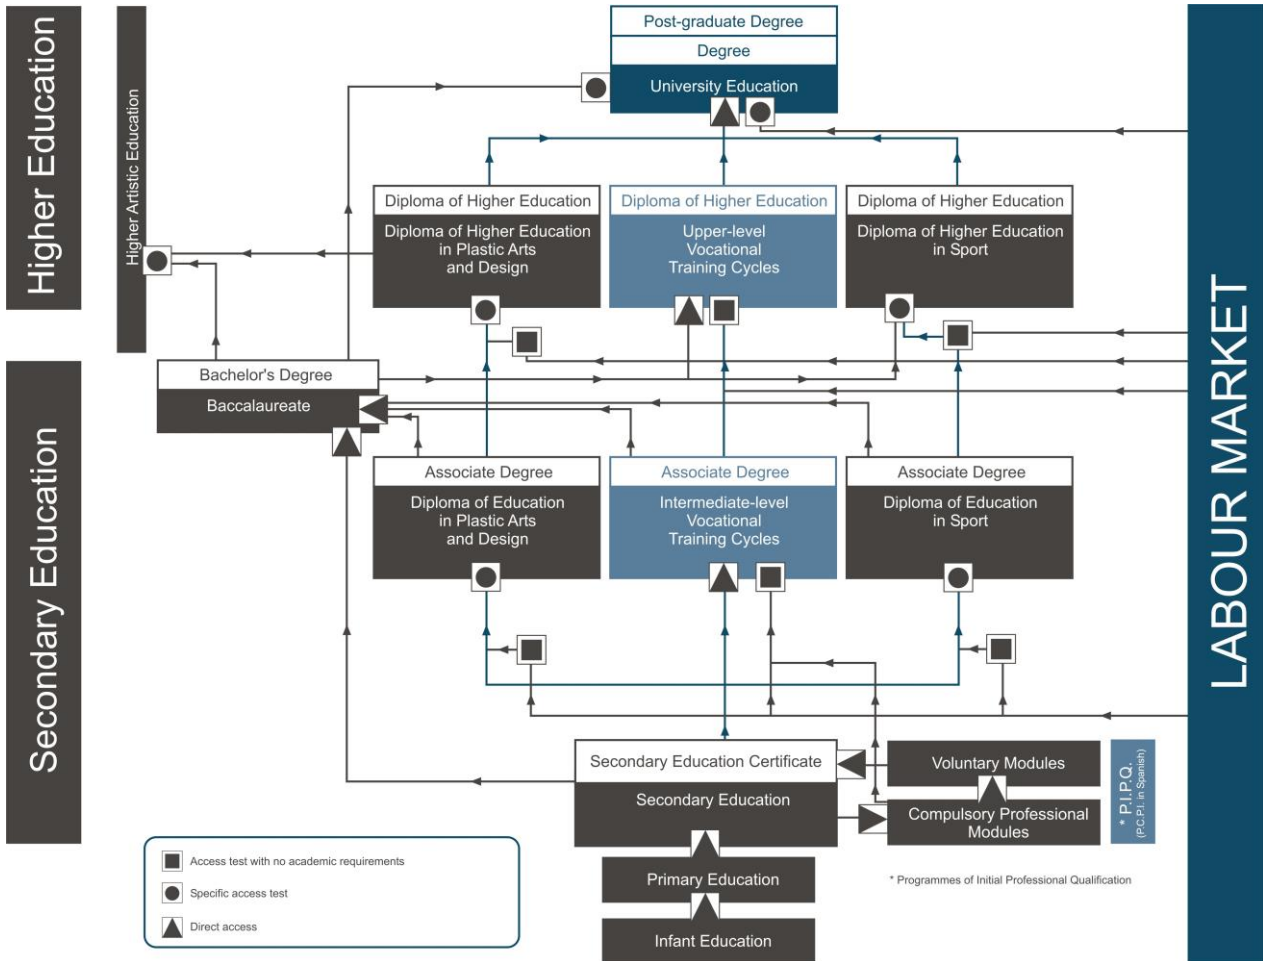 Higher Education
Higher Artistic Education
Post-graduate Degree
Degree
University Education
Diploma of Higher Education
Diploma of Higher Education
in Plastic Arts
and Design
Diploma of Higher Education
Upper-level
Vocational
Training Cycles
Diploma of Higher Education
Diploma of Higher Education
in Sport
LABOUR MARKET
Secondary Education
Bachelor's Degree
Baccalaureate
Associate Degree
Diploma of Education
in Plastic Arts
and Design
Associate Degree
Intermediate-level
Vocational
Training Cycles
Associate Degree
Diploma of Education
in Sport
Secondary Education Certificate
Secondary Education
Voluntary Modules
Compulsory Professional
Modules
* P.I.P.Q.
(P.C.P.I. in Spanish)
Primary Education
Infant Education
* Programmes of Initial Professional Qualification
Access test with no academic requirements
Specific access test
Direct access